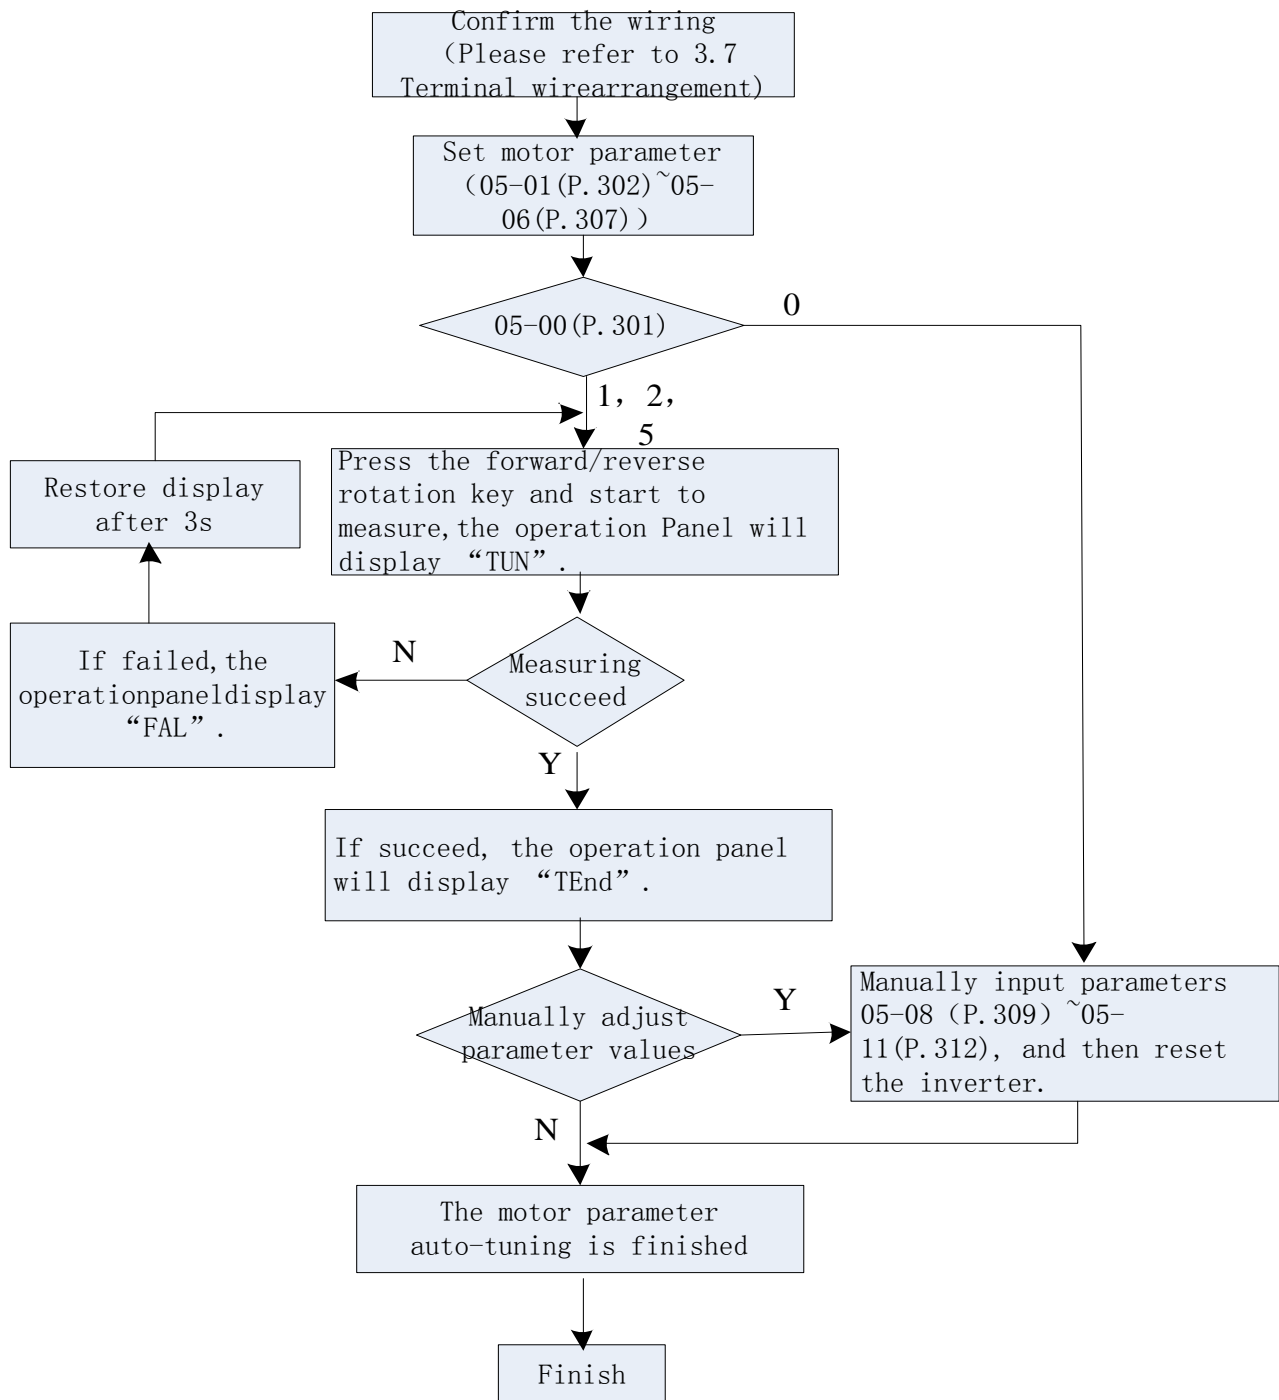 Confirm the wiring
(Please refer to 3.7
Terminal wirearrangement)
Set motor parameter
(05-01(P.302)~05-
06(P.307))
05-00(P.301)
0
1, 2,
5
Press the forward/reverse
rotation key and start to
measure,the operation Panel will
display “TUN”.
Restore display
after 3s
Measuring
succeed
N
If failed,the
operationpaneldisplay
“FAL”.
Y
If succeed, the operation panel
will display “TEnd”.
Manually adjust
parameter values
Y
Manually input parameters
05-08 (P.309) ~05-
11(P.312), and then reset
the inverter.
N
The motor parameter
auto-tuning is finished
Finish